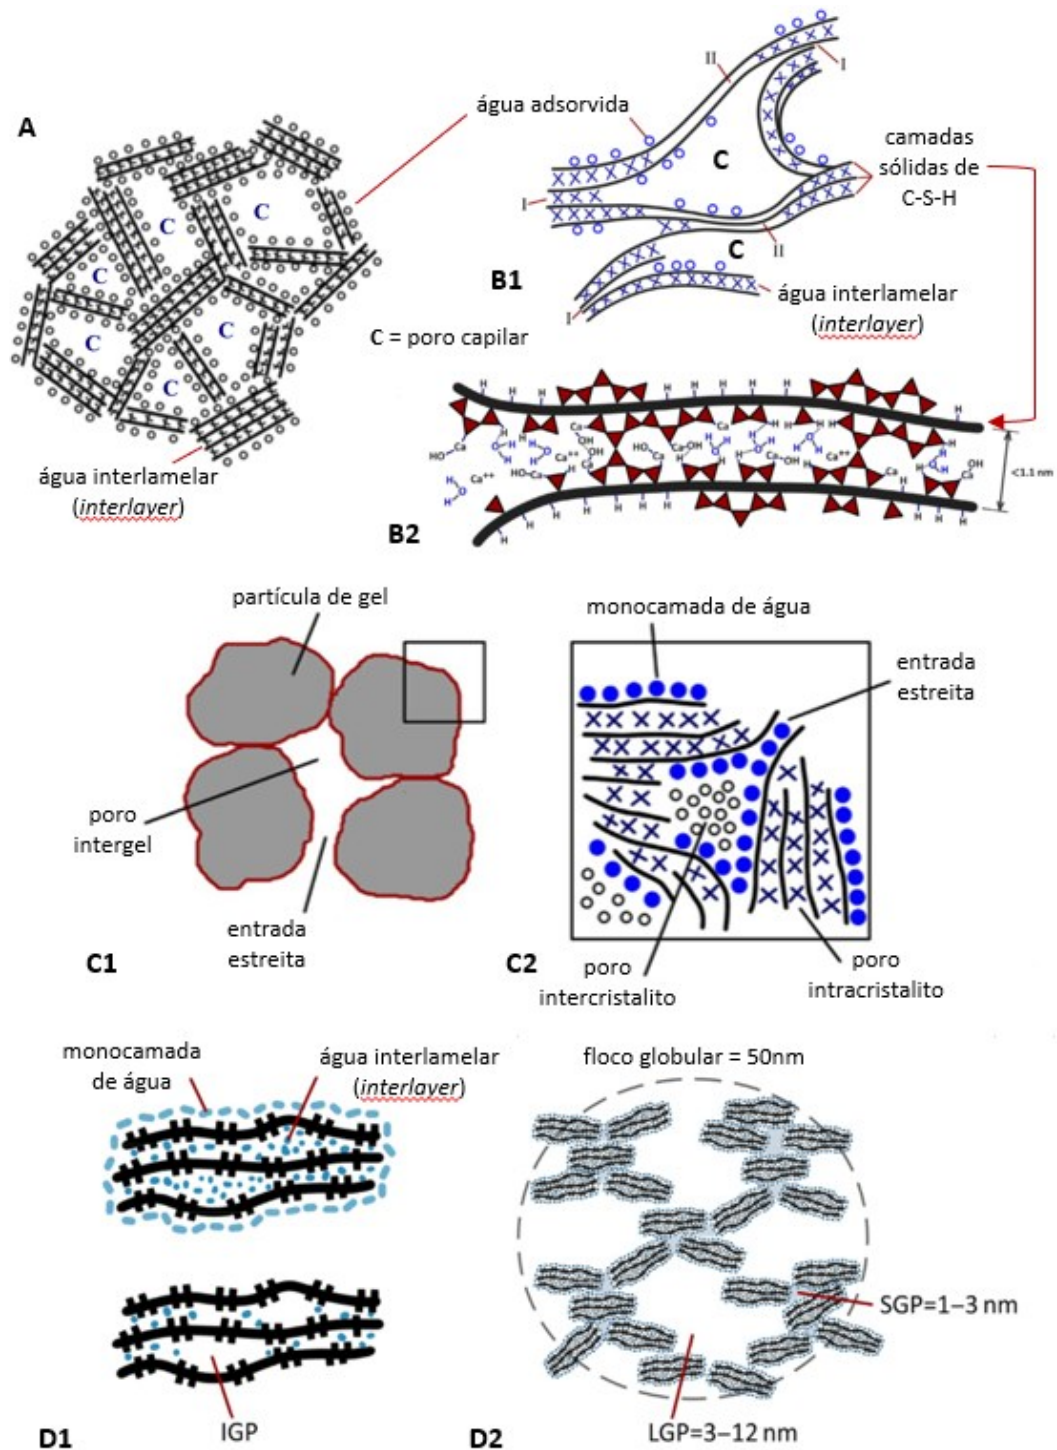 A
água adsorvida
C
C
C
C
C
C
água interlamelar
(interlayer)
II
I
camadas
sólidas de
C-S-H
C
I
II
C
B1
I
água interlamelar
(interlayer)
C = poro capilar
<1.1 nm
B2
partícula de gel
poro
intergel
entrada
estreita
C1
monocamada de água
entrada
estreita
poro
intercristalito
poro
intracristalito
C2
monocamada
de água
água interlamelar
(interlayer)
IGP
D1
floco globular = 50nm
SGP=1–3 nm
LGP=3–12 nm
D2